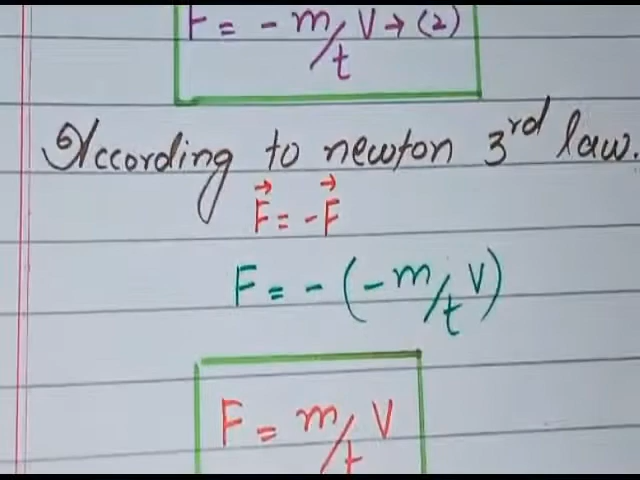 F = - m/t V → (2)
According to newton 3rd law.
F⃗ = - F⃗
F = - (- m/t V)
F = m/t V